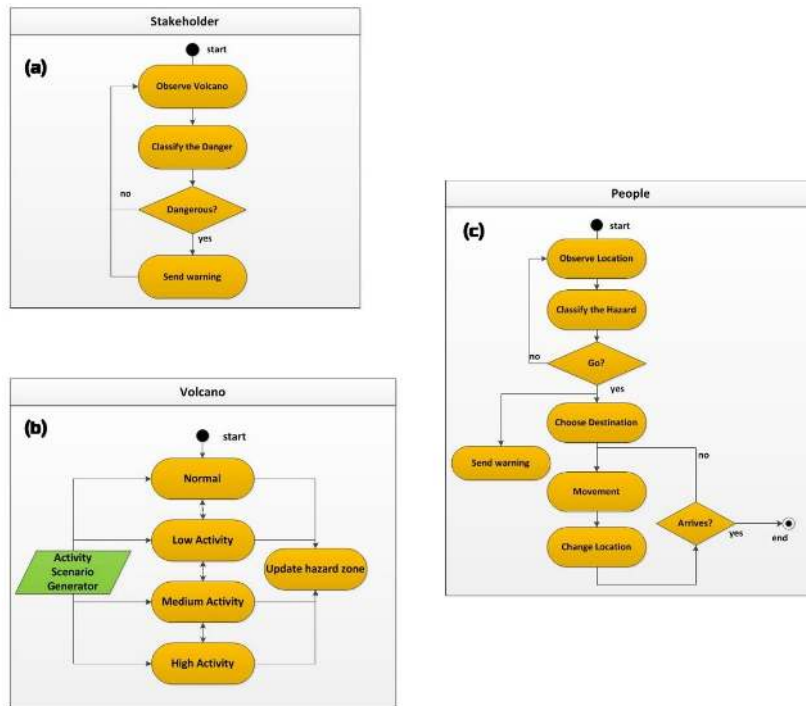 Stakeholder
(a)
start
Observe Volcano
Classify the Danger
no
Dangerous?
yes
Send warning
Volcano
(b)
start
Normal
Low Activity
Activity
Scenario
Generator
Update hazard zone
Medium Activity
High Activity
People
(c)
start
Observe Location
Classify the Hazard
no
Go?
yes
Choose Destination
Send warning
no
Movement
Arrives?
yes
end
Change Location